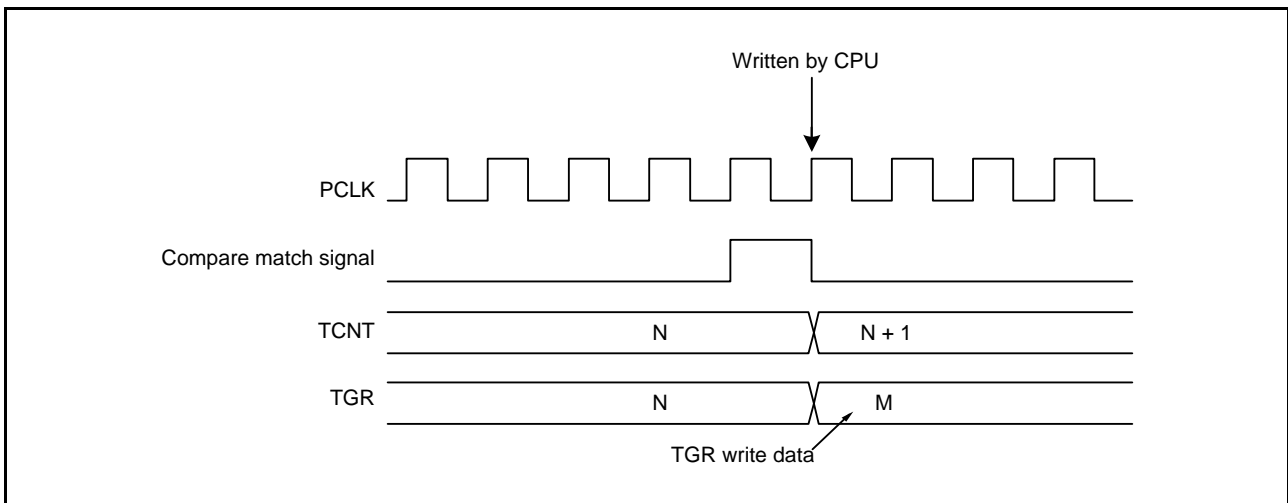 Written by CPU
PCLK
Compare match signal
TCNT
N
N + 1
TGR
N
M
TGR write data